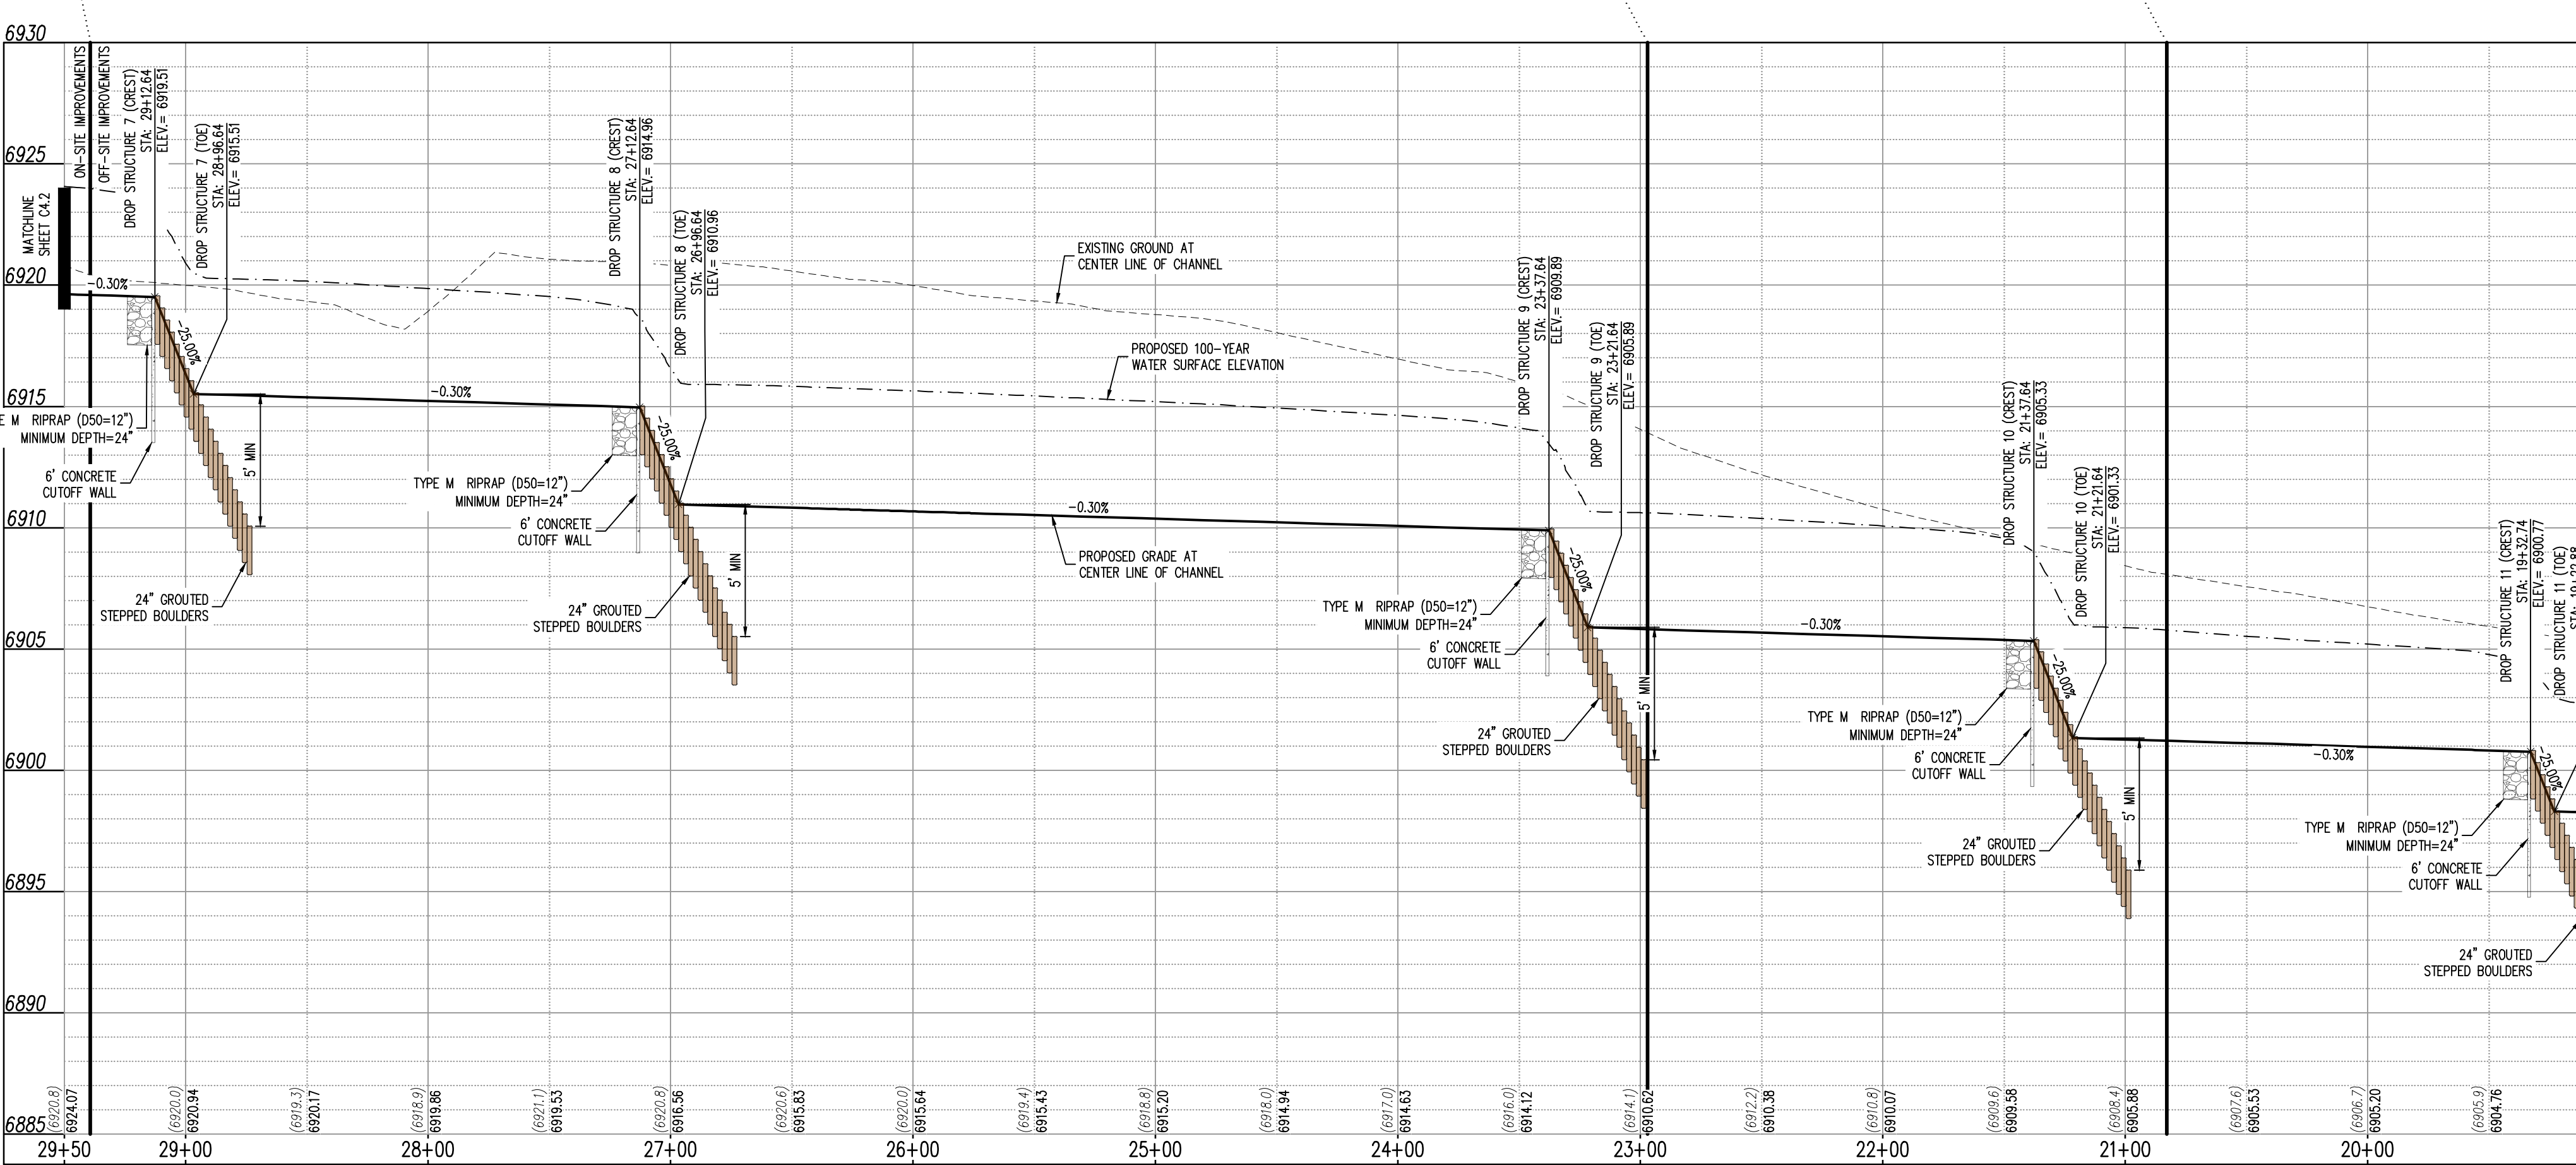 6930
6925
6920
6915
6910
6905
6900
6895
6890
6885
MATCHLINE
SHEET C4.2
ON-SITE IMPROVEMENTS
OFF-SITE IMPROVEMENTS
DROP STRUCTURE 7 (CREST)
STA: 29+12.64
ELEV.= 6919.51
DROP STRUCTURE 7 (TOE)
STA: 28+96.64
ELEV.= 6915.51
-0.30%
-25.00%
E M RIPRAP (D50=12")
MINIMUM DEPTH=24"
6' CONCRETE
CUTOFF WALL
5' MIN
24" GROUTED
STEPPED BOULDERS
-0.30%
DROP STRUCTURE 8 (CREST)
STA: 27+12.64
ELEV.= 6914.96
DROP STRUCTURE 8 (TOE)
STA: 26+96.64
ELEV.= 6910.96
-25.00%
TYPE M RIPRAP (D50=12")
MINIMUM DEPTH=24"
6' CONCRETE
CUTOFF WALL
5' MIN
24" GROUTED
STEPPED BOULDERS
EXISTING GROUND AT
CENTER LINE OF CHANNEL
PROPOSED 100-YEAR
WATER SURFACE ELEVATION
-0.30%
PROPOSED GRADE AT
CENTER LINE OF CHANNEL
DROP STRUCTURE 9 (CREST)
STA: 23+37.64
ELEV.= 6909.89
DROP STRUCTURE 9 (TOE)
STA: 23+21.64
ELEV.= 6905.89
-25.00%
TYPE M RIPRAP (D50=12")
MINIMUM DEPTH=24"
6' CONCRETE
CUTOFF WALL
5' MIN
24" GROUTED
STEPPED BOULDERS
-0.30%
DROP STRUCTURE 10 (CREST)
STA: 21+37.64
ELEV.= 6905.33
DROP STRUCTURE 10 (TOE)
STA: 21+21.64
ELEV.= 6901.33
-25.00%
TYPE M RIPRAP (D50=12")
MINIMUM DEPTH=24"
6' CONCRETE
CUTOFF WALL
5' MIN
24" GROUTED
STEPPED BOULDERS
-0.30%
DROP STRUCTURE 11 (CREST)
STA: 19+32.74
ELEV.= 6900.77
DROP STRUCTURE 11 (TOE)
-25.00%
TYPE M RIPRAP (D50=12")
MINIMUM DEPTH=24"
6' CONCRETE
CUTOFF WALL
24" GROUTED
STEPPED BOULDERS
(6920.8)
6924.07
(6920.0)
6920.94
(6919.3)
6920.17
(6918.9)
6919.86
(6921.1)
6919.53
(6920.8)
6916.56
(6920.6)
6915.83
(6920.0)
6915.64
(6919.4)
6915.43
(6918.8)
6915.20
(6918.0)
6914.94
(6917.0)
6914.63
(6916.0)
6914.12
(6914.1)
6910.62
(6912.2)
6910.38
(6910.8)
6910.07
(6909.6)
6909.58
(6908.4)
6905.88
(6907.6)
6905.53
(6906.7)
6905.20
(6905.9)
6904.76
29+50 29+00 28+00 27+00 26+00 25+00 24+00 23+00 22+00 21+00 20+00